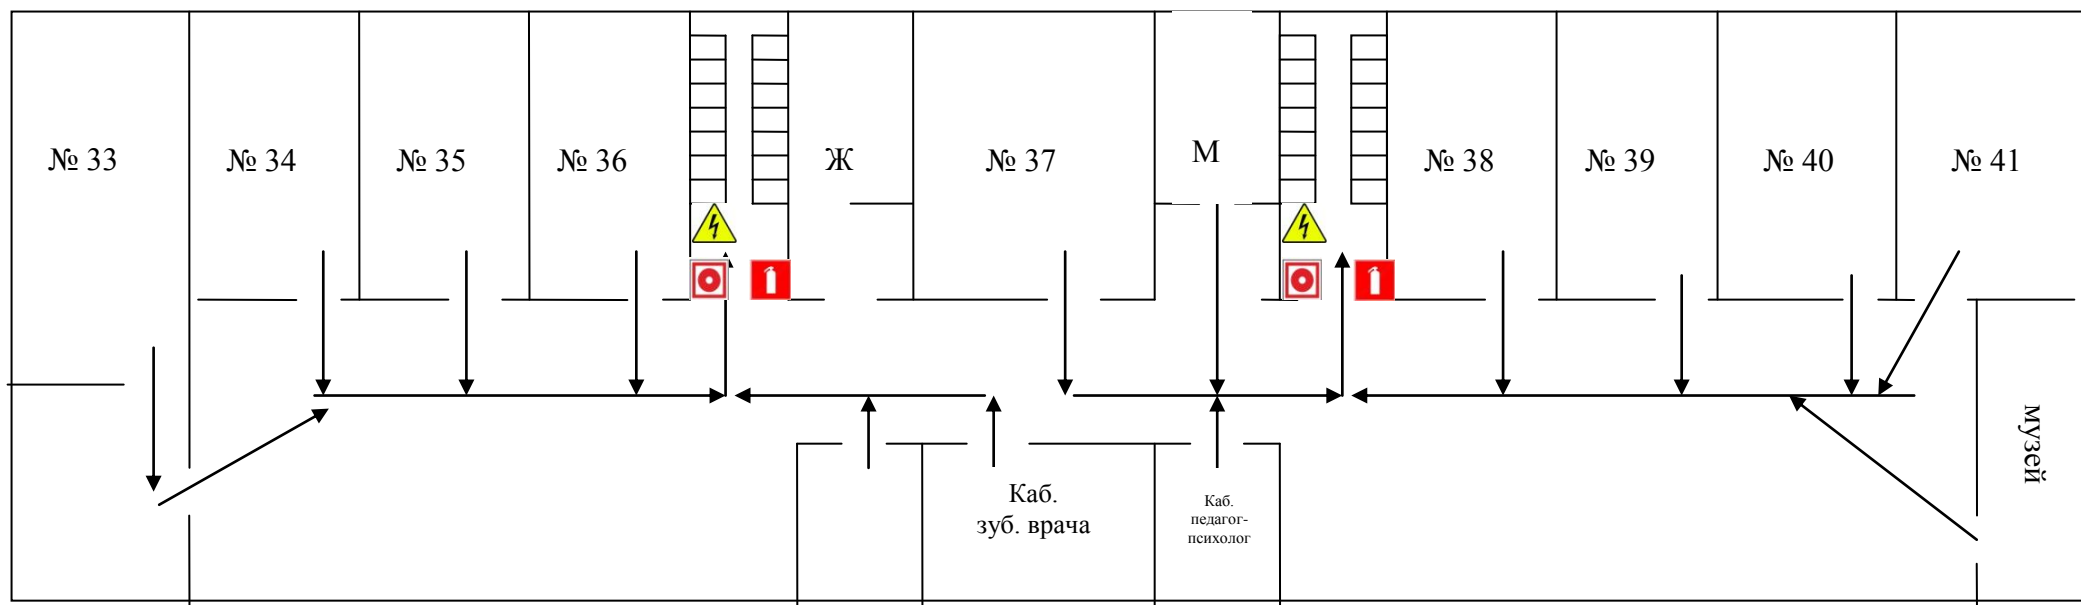 № 33
№ 34
№ 35
№ 36
Ж
№ 37
М
№ 38
№ 39
№ 40
№ 41
музей
Каб.
зуб. врача
Каб.
педагог-
психолог